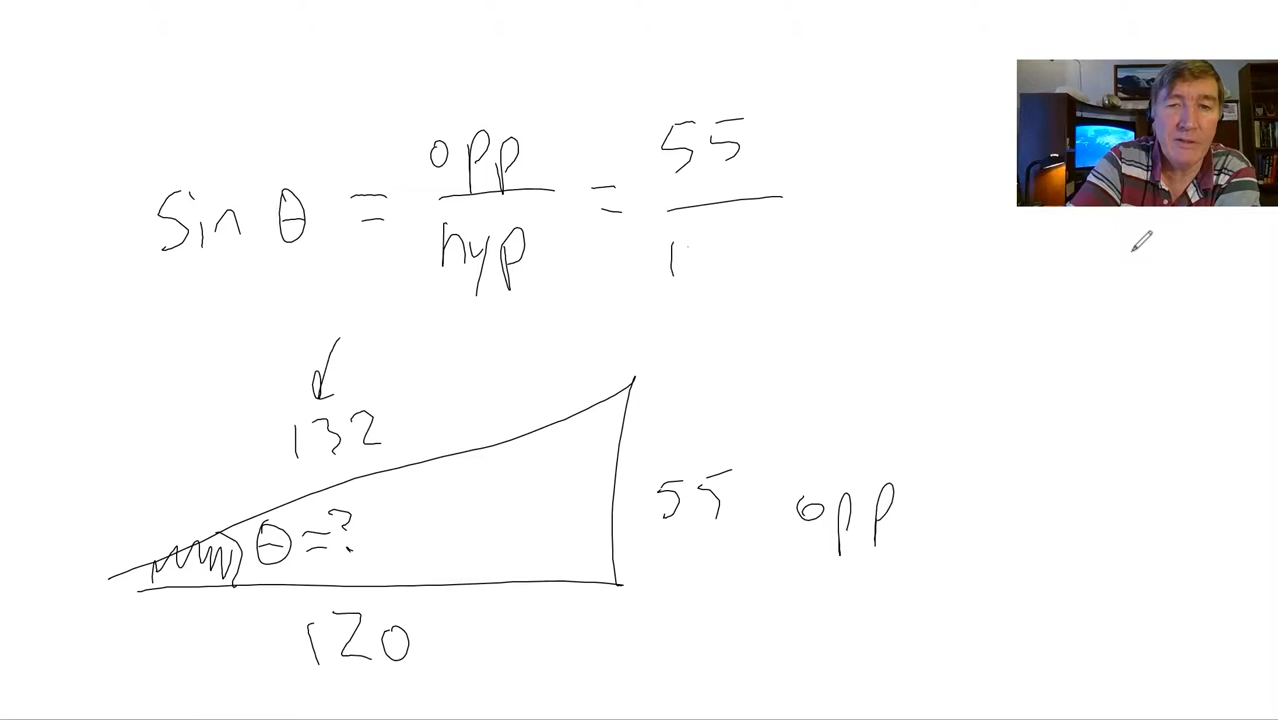 sin θ = opp/hyp = 55/1
132
θ = ?
55 opp
120